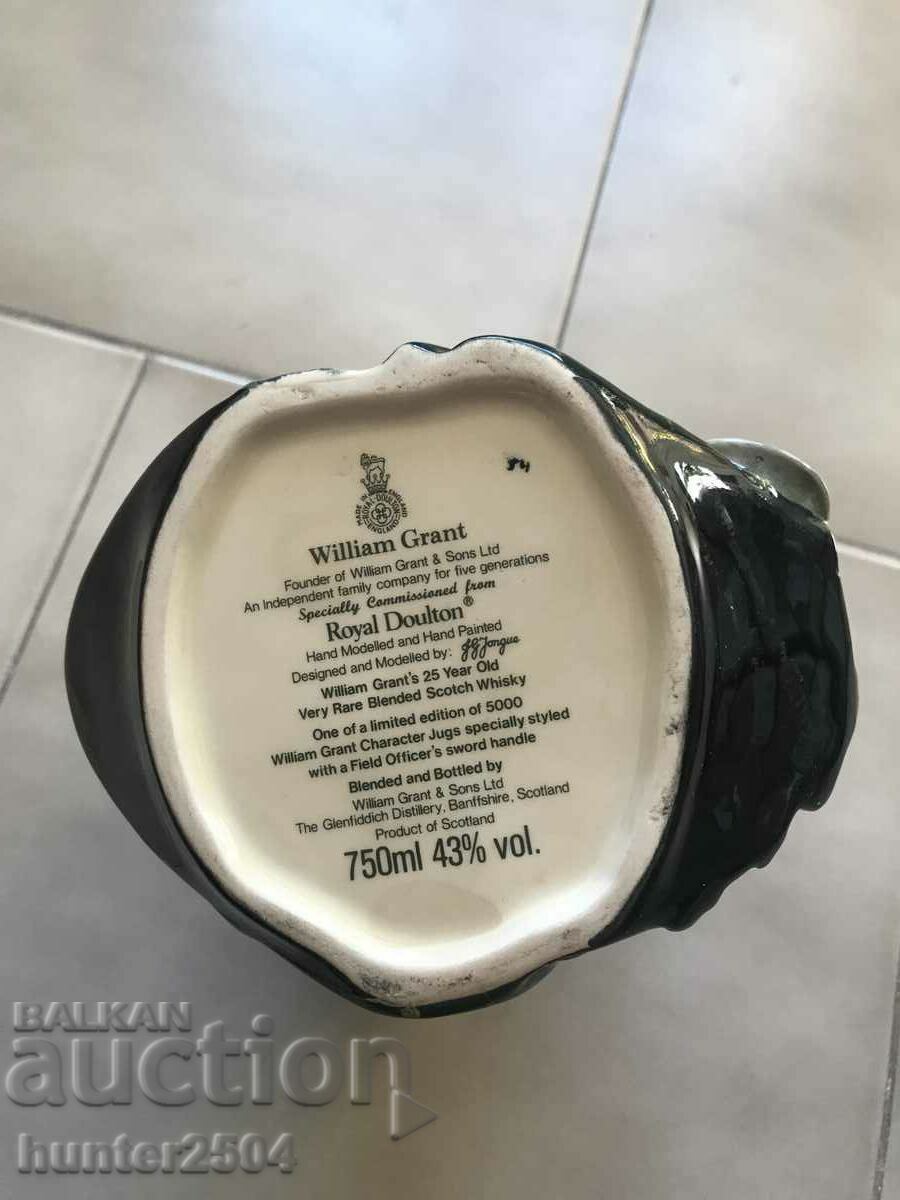 MADE IN ENGLAND
ROYAL DOULTON
ENGLAND
54
William Grant
Founder of William Grant & Sons Ltd
An Independent family company for five generations
Specially Commissioned from
Royal Doulton®
Hand Modelled and Hand Painted
Designed and Modelled by: JGTongue
William Grant's 25 Year Old
Very Rare Blended Scotch Whisky
One of a limited edition of 5000
William Grant Character Jugs specially styled
with a Field Officer's sword handle
Blended and Bottled by
William Grant & Sons Ltd
The Glenfiddich Distillery, Banffshire, Scotland
Product of Scotland
750ml 43% vol.
BALKAN
auction
hunter2504